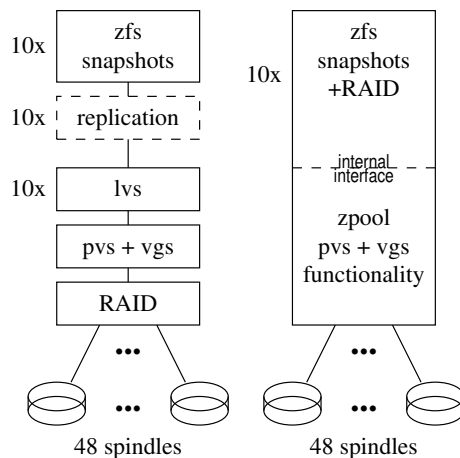 10x
zfs
snapshots
10x
replication
10x
lvs
pvs + vgs
RAID
•••
•••
48 spindles
10x
zfs
snapshots
+RAID
internal
interface
zpool
pvs + vgs
functionality
•••
•••
48 spindles